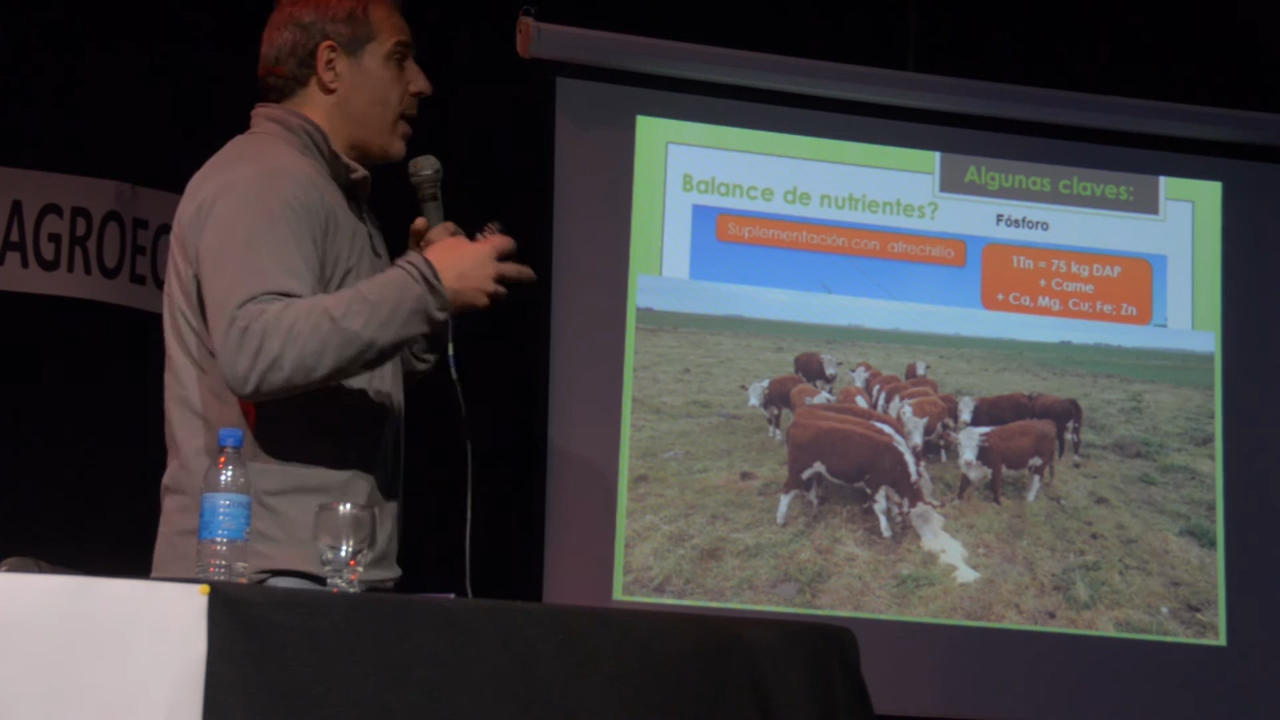 AGROEC
Algunas claves:
Balance de nutrientes?
Fósforo
Suplementación con afrechillo
1Tn = 75 kg DAP
+ Carne
+ Ca, Mg, Cu; Fe; Zn